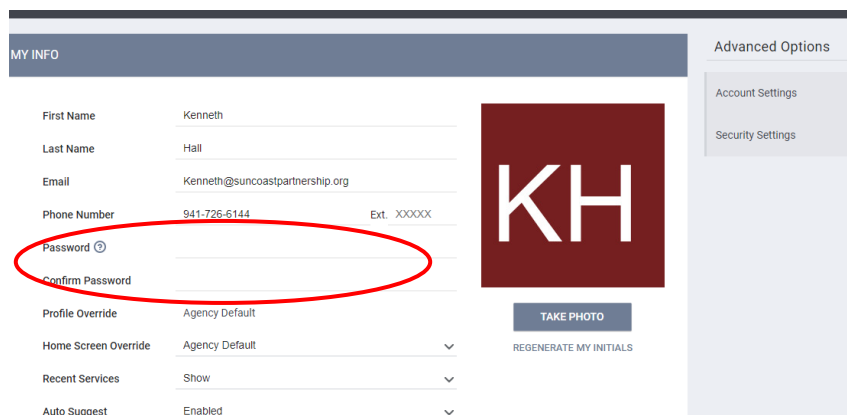 MY INFO
First Name Kenneth
Last Name Hall
Email Kenneth@suncoastpartnership.org
Phone Number 941-726-6144 Ext. XXXXX
Password ?
Confirm Password
Profile Override Agency Default
Home Screen Override Agency Default
Recent Services Show
Auto Suggest Enabled
KH
TAKE PHOTO
REGENERATE MY INITIALS
Advanced Options
Account Settings
Security Settings